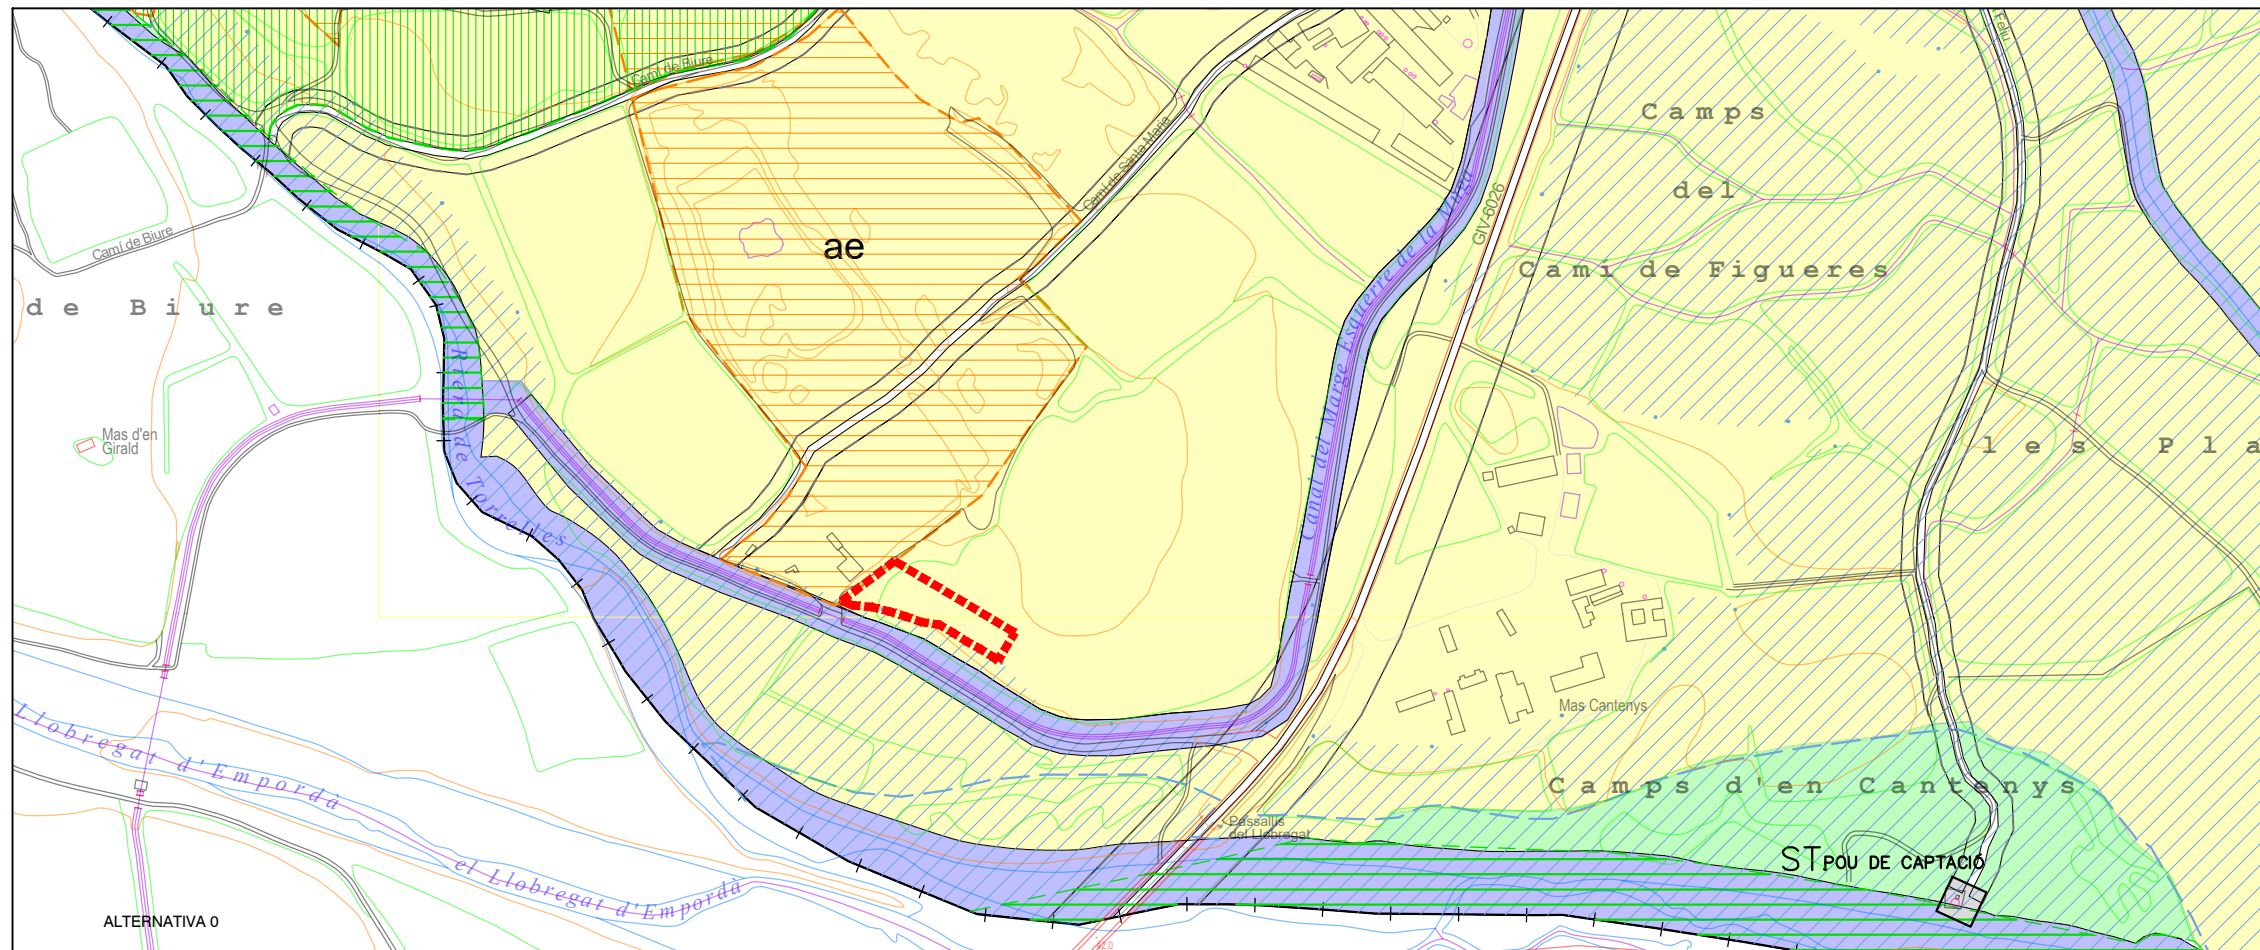 Camí de Biure
Camí de Santa Maria
Camps
del
Camí de Figueres
GIV-6026
Canal del Marge Esquerre de la Muga
ae
Camí de Biure
de Biure
Riera de Torrelles
Mas d'en
Girald
les Pla
Mas Cantenys
Camps d'en Cantenys
Llobregat d'Empordà
el Llobregat d'Empordà
Passallís
del Llobregat
ST.POU DE CAPTACIÓ
ALTERNATIVA 0
42,0